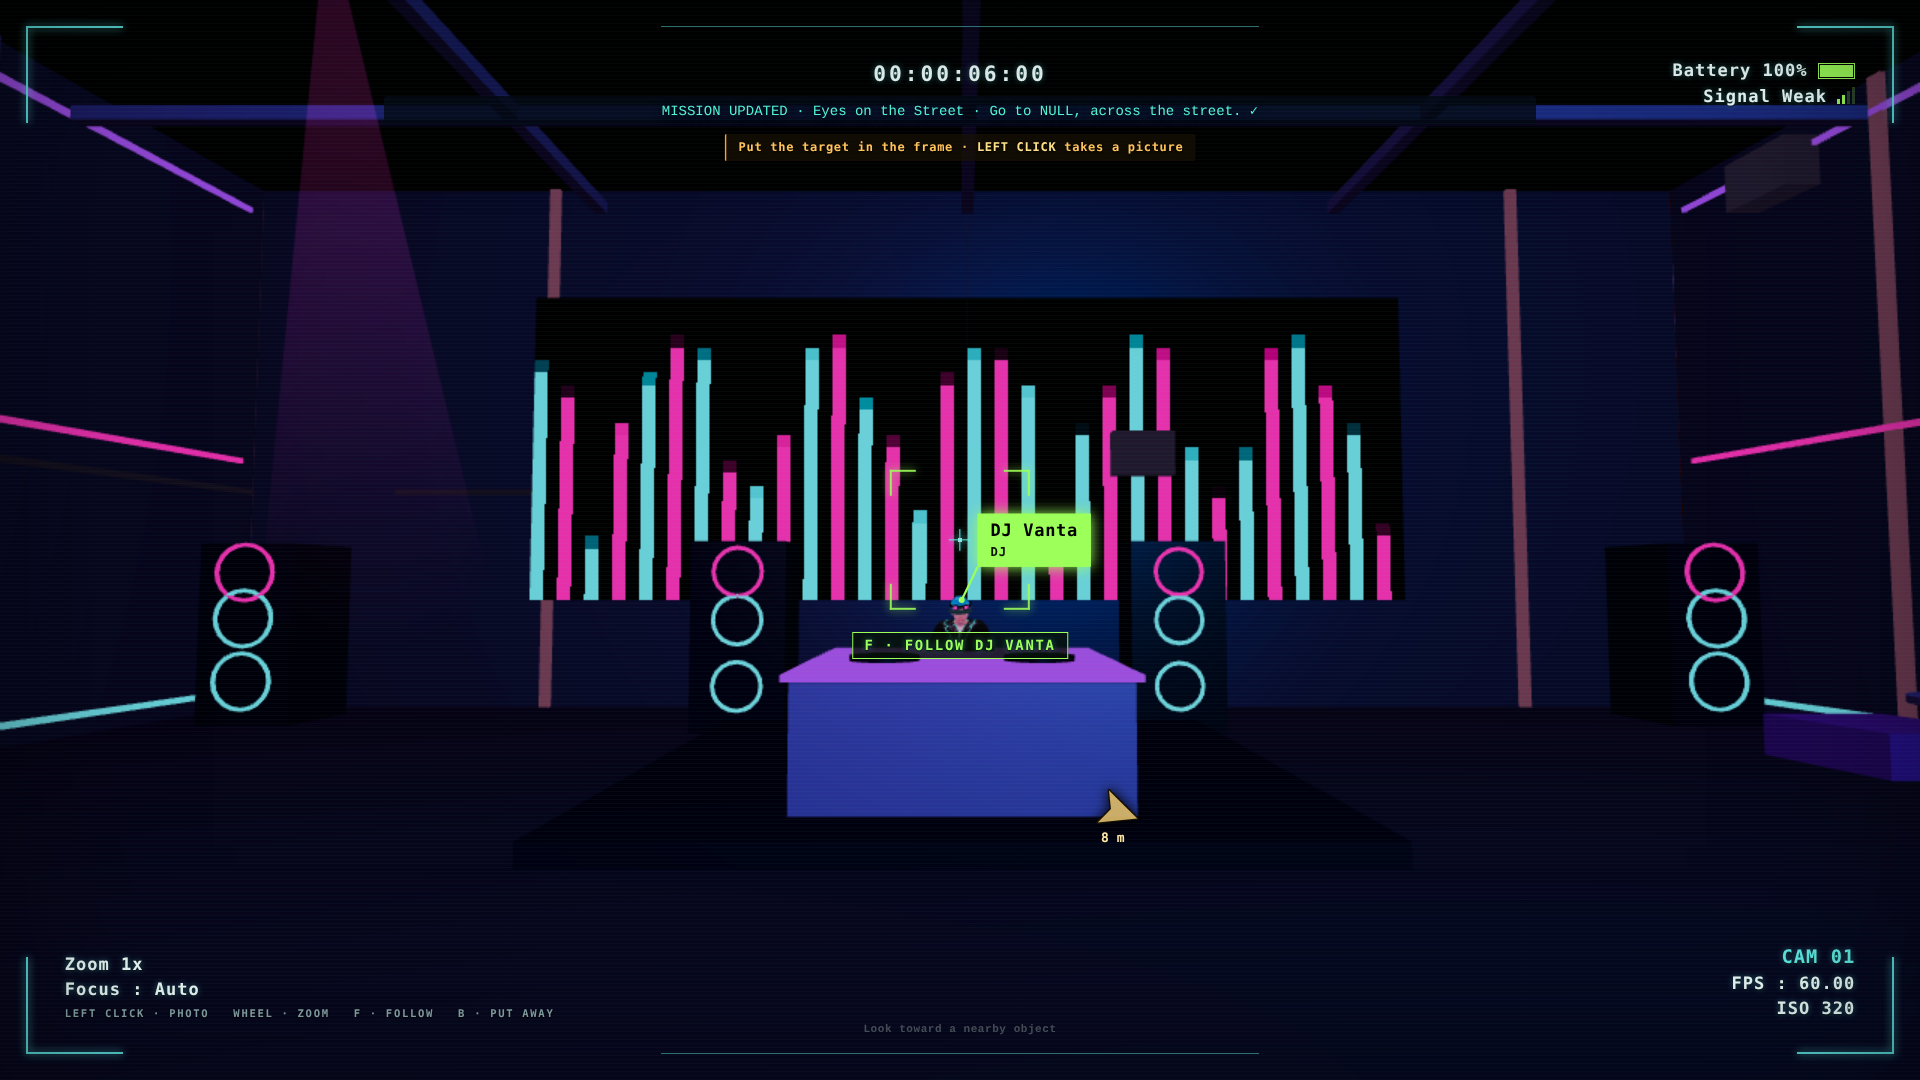 00:00:06:00
Battery 100%
Signal Weak
MISSION UPDATED · Eyes on the Street · Go to NULL, across the street. ✓
Put the target in the frame · LEFT CLICK takes a picture
DJ Vanta
DJ
F · FOLLOW DJ VANTA
8 m
Zoom 1x
Focus : Auto
LEFT CLICK · PHOTO WHEEL · ZOOM F · FOLLOW B · PUT AWAY
CAM 01
FPS : 60.00
ISO 320
Look toward a nearby object